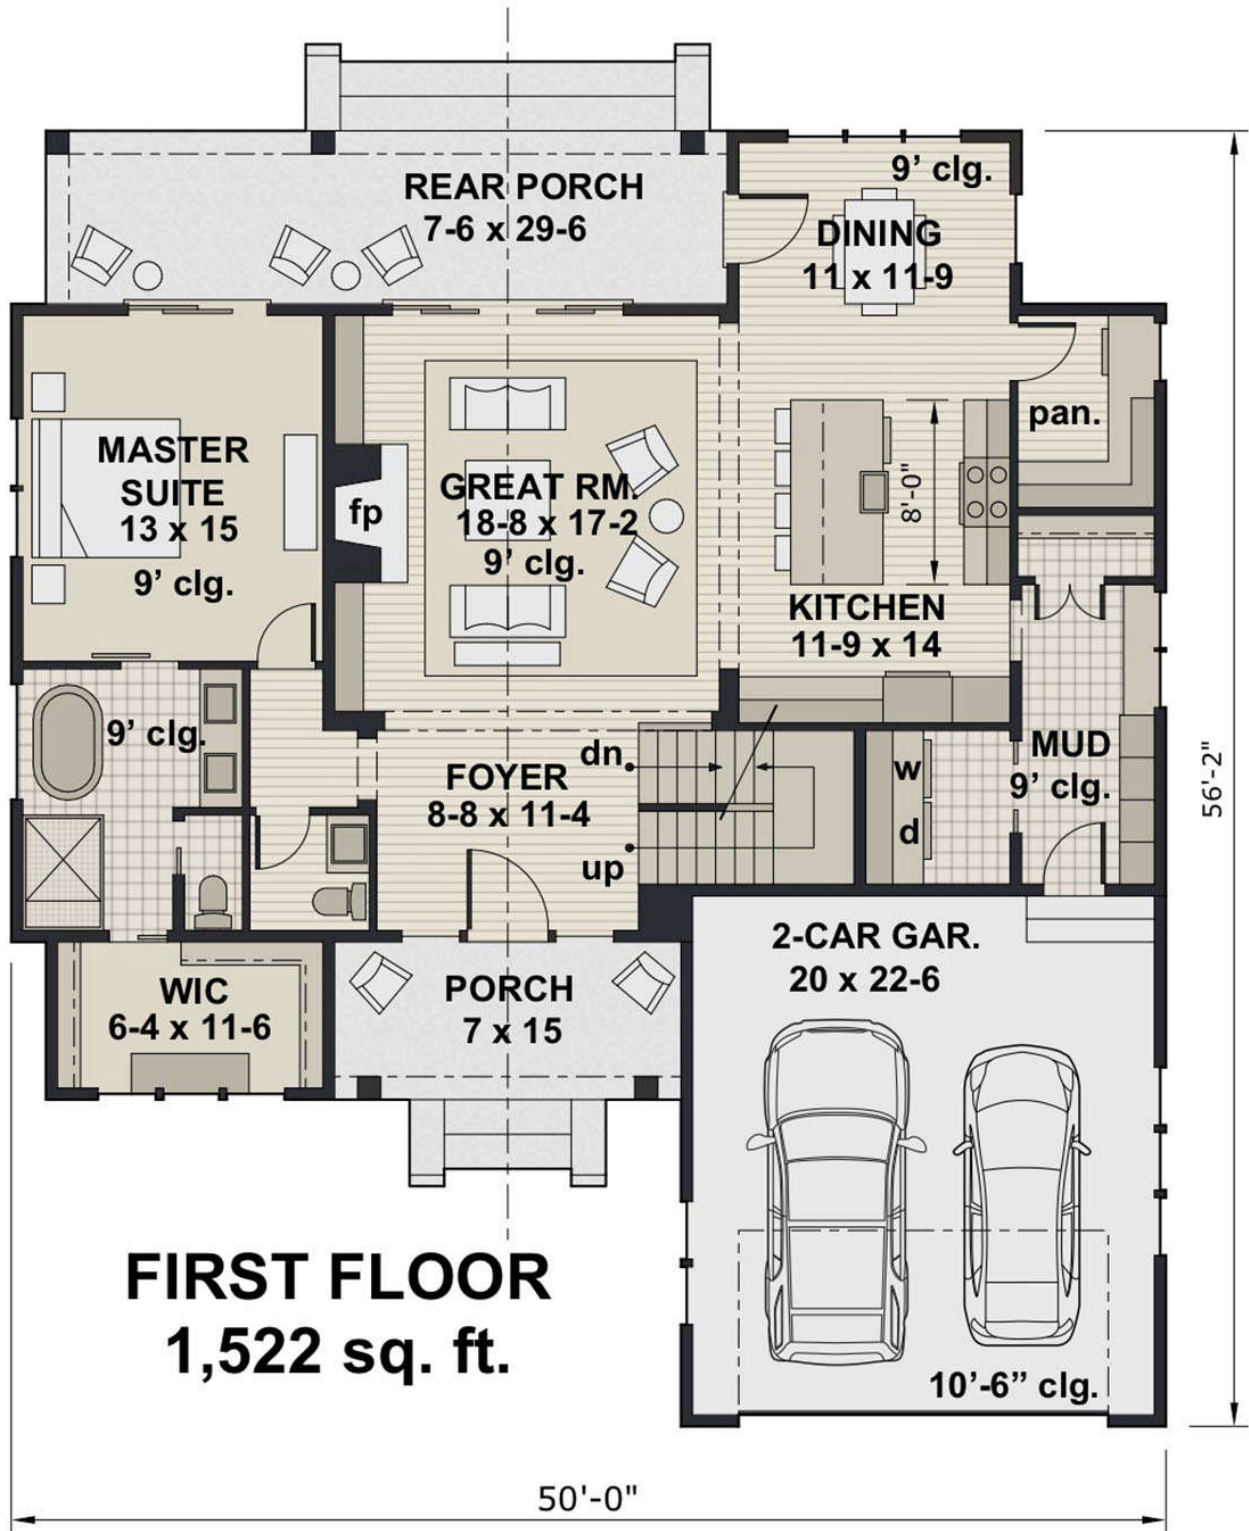 9’ clg.
REAR PORCH
7-6 x 29-6
DINING
11 x 11-9
pan.
MASTER
SUITE
13 x 15
9’ clg.
fp
GREAT RM.
18-8 x 17-2
9’ clg.
8'-0"
KITCHEN
11-9 x 14
9’ clg.
FOYER
8-8 x 11-4
dn
up
w
d
MUD
9’ clg.
56'-2"
WIC
6-4 x 11-6
PORCH
7 x 15
2-CAR GAR.
20 x 22-6
10’-6” clg.
FIRST FLOOR
1,522 sq. ft.
50'-0"